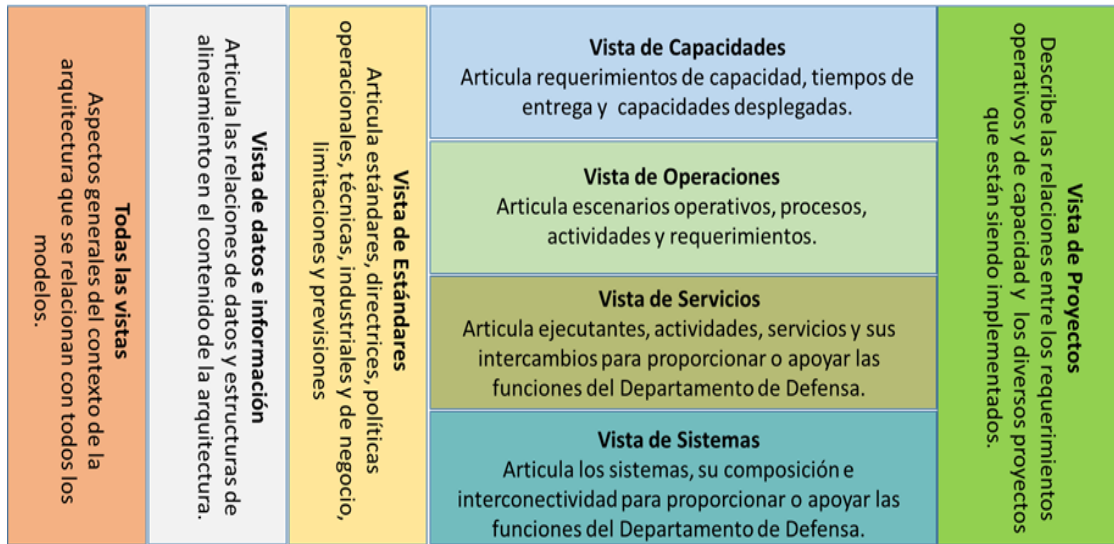 Todas las vistas
Aspectos generales del contexto de la
arquitectura que se relacionan con todos los
modelos.
Vista de datos e información
Articula las relaciones de datos y estructuras de
alineamiento en el contenido de la arquitectura.
Vista de Estándares
Articula estándares, directrices, políticas
operacionales, técnicas, industriales y de negocio,
limitaciones y previsiones
Vista de Capacidades
Articula requerimientos de capacidad, tiempos de
entrega y capacidades desplegadas.
Vista de Operaciones
Articula escenarios operativos, procesos,
actividades y requerimientos.
Vista de Servicios
Articula ejecutantes, actividades, servicios y sus
intercambios para proporcionar o apoyar las
funciones del Departamento de Defensa.
Vista de Sistemas
Articula los sistemas, su composición e
interconectividad para proporcionar o apoyar las
funciones del Departamento de Defensa.
Vista de Proyectos
Describe las relaciones entre los requerimientos
operativos y de capacidad y los diversos proyectos
que están siendo implementados.